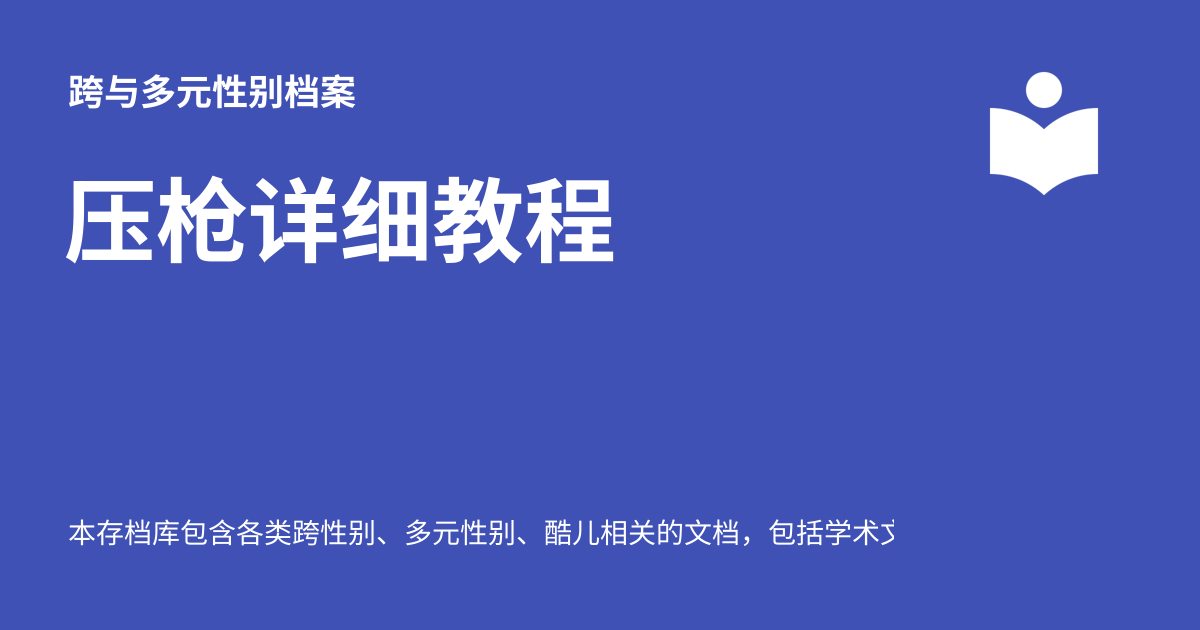 跨与多元性别档案
压枪详细教程
本存档库包含各类跨性别、多元性别、酷儿相关的文档，包括学术